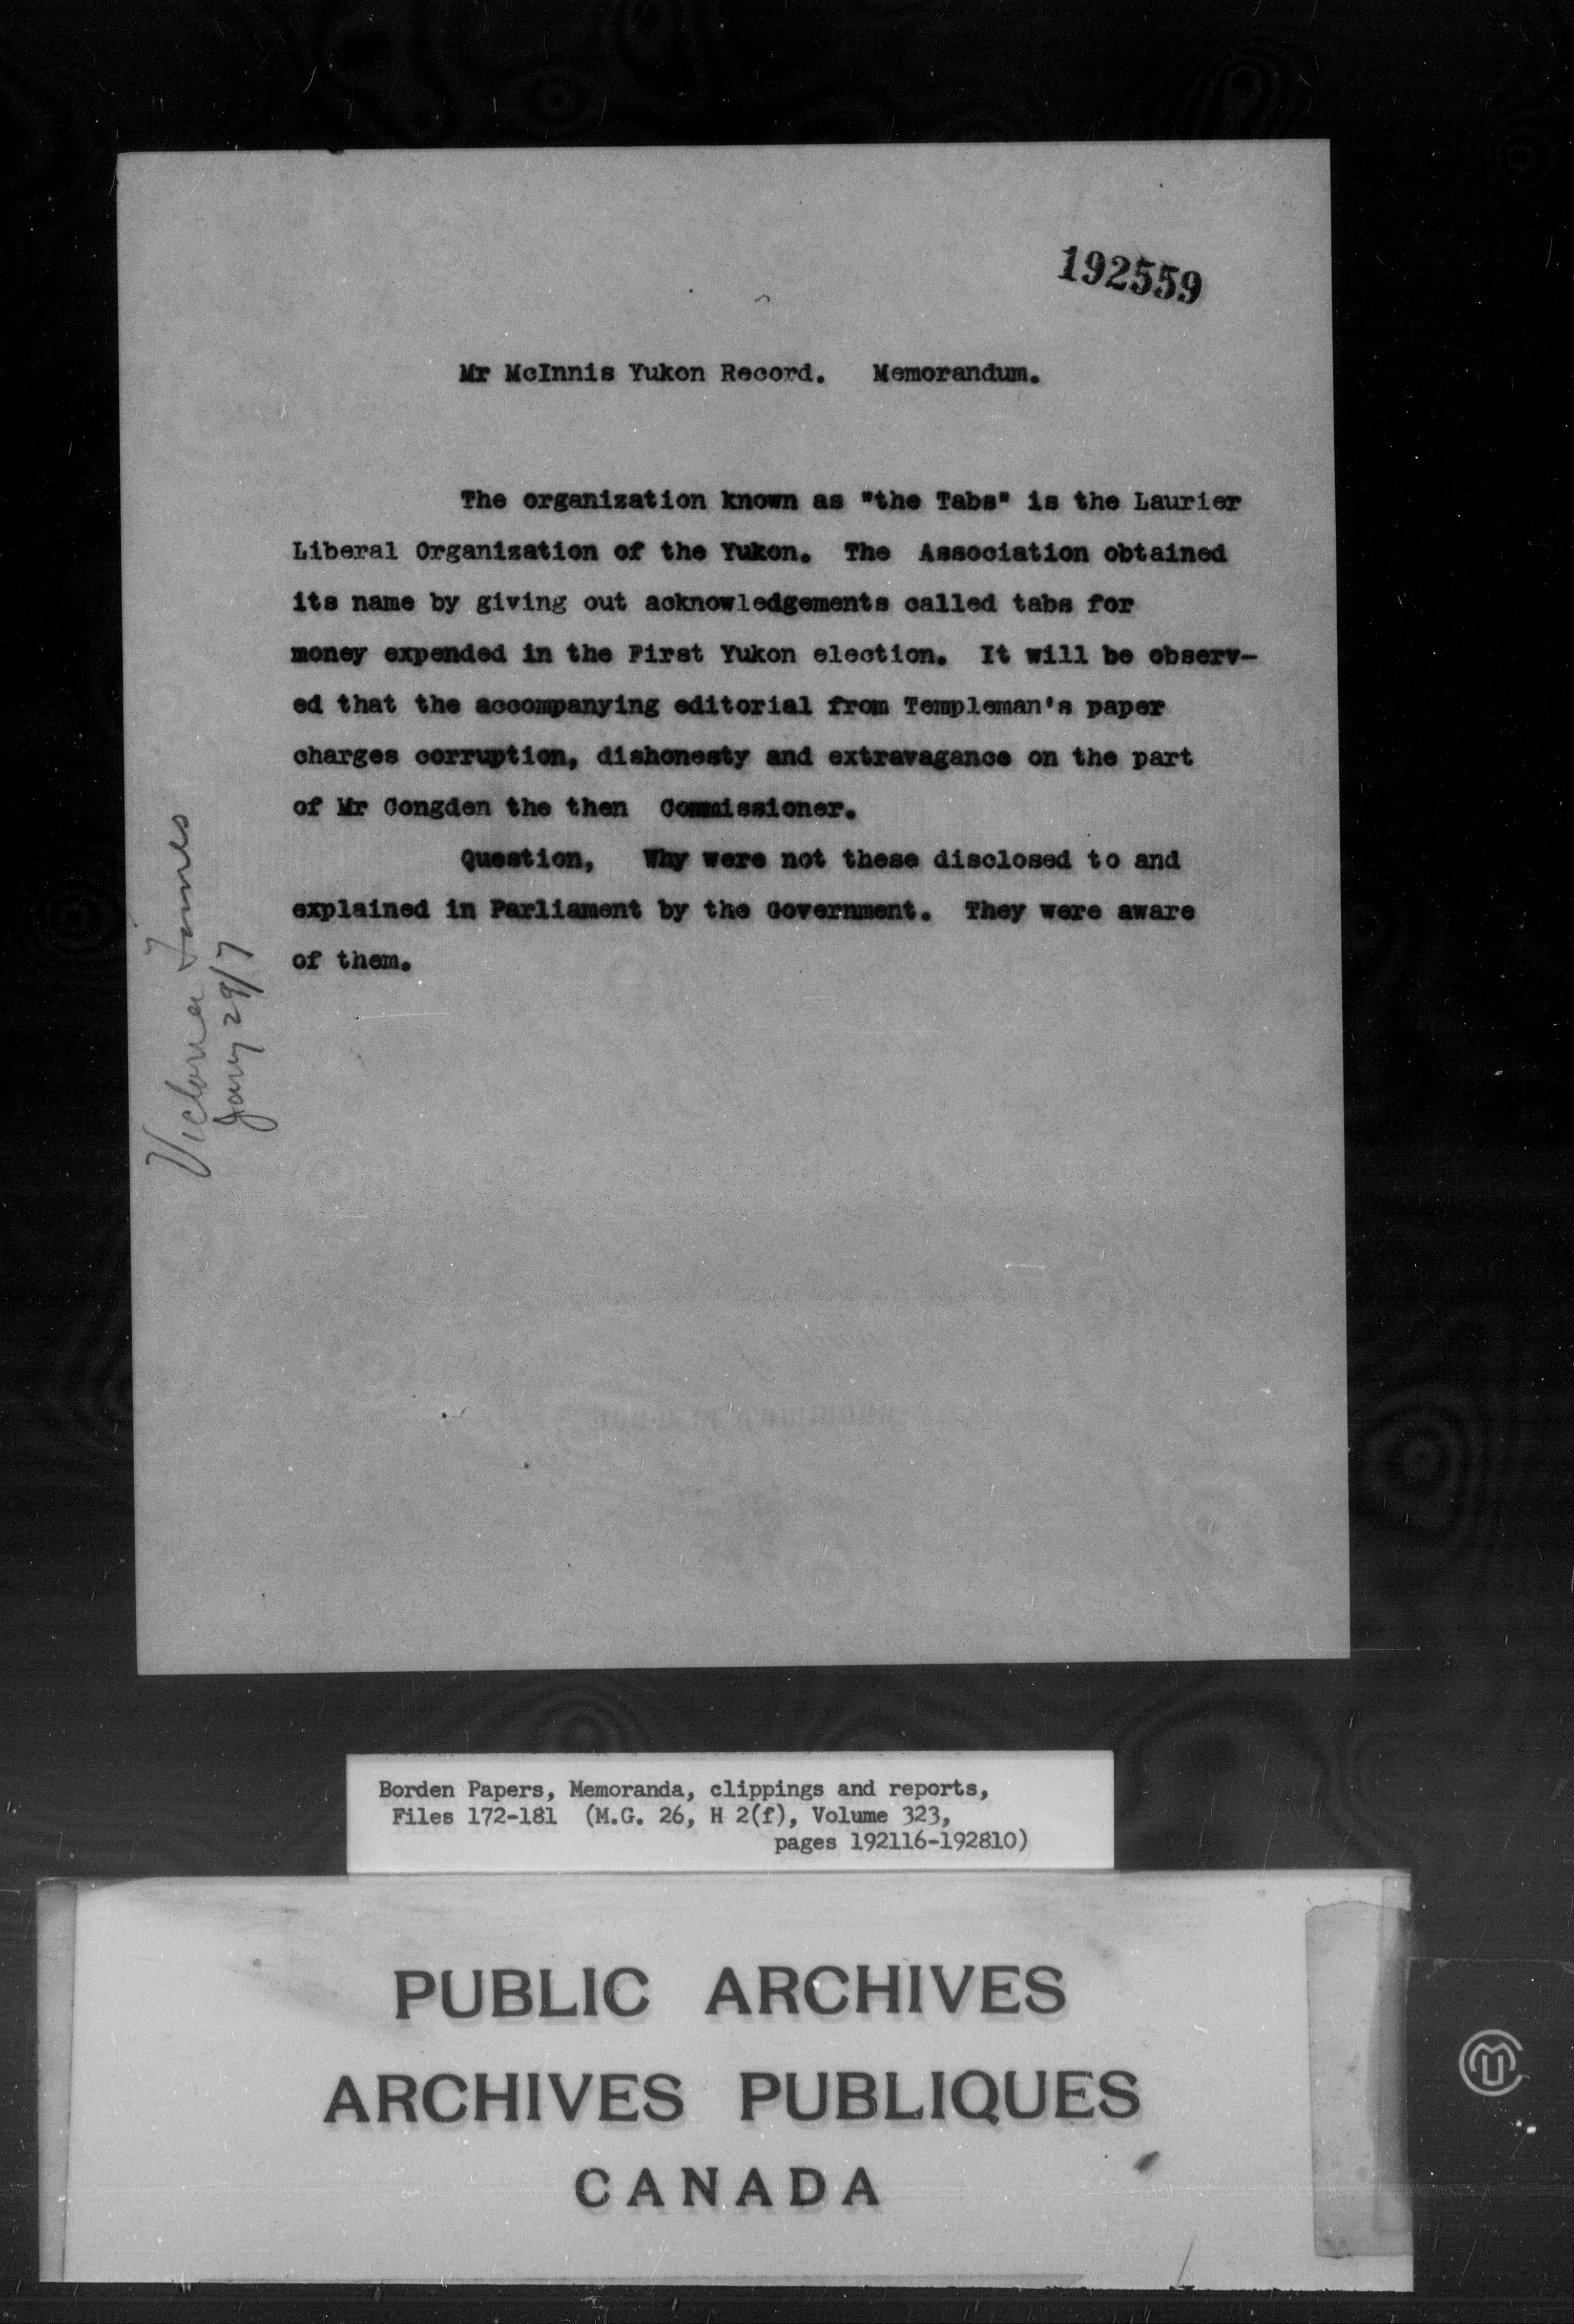 192559
Mr McInnis Yukon Record. Memorandum.
The organization known as "the Tabs" is the Laurier
Liberal Organization of the Yukon. The Association obtained
its name by giving out acknowledgements called tabs for
money expended in the First Yukon election. It will be observ-
ed that the accompanying editorial from Templeman's paper
charges corruption, dishonesty and extravagance on the part
of Mr Congden the then Commissioner.
Question, Why were not these disclosed to and
explained in Parliament by the Government. They were aware
of them.
Victoria Times
Jany 29/7
Borden Papers, Memoranda, clippings and reports,
Files 172-181 (M.G. 26, H 2(f), Volume 323,
pages 192116-192810)
PUBLIC ARCHIVES
ARCHIVES PUBLIQUES
CANADA